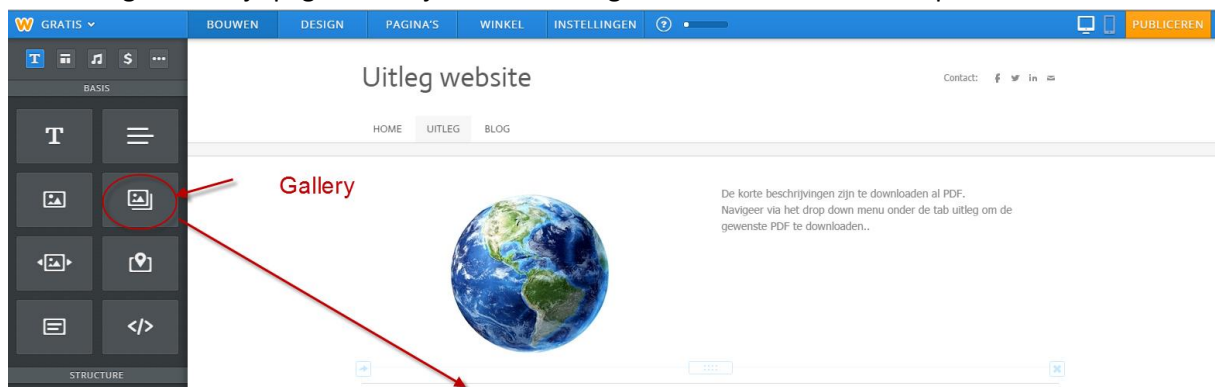 GRATIS
BOUWEN DESIGN PAGINA'S WINKEL INSTELLINGEN ? PUBLICEREN
T $
BASIS
Uitleg website
Contact: f in
HOME UITLEG BLOG
T
Gallery
De korte beschrijvingen zijn te downloaden al PDF.
Navigeer via het drop down menu onder de tab uitleg om de
gewenste PDF te downloaden..
</>
STRUCTURE